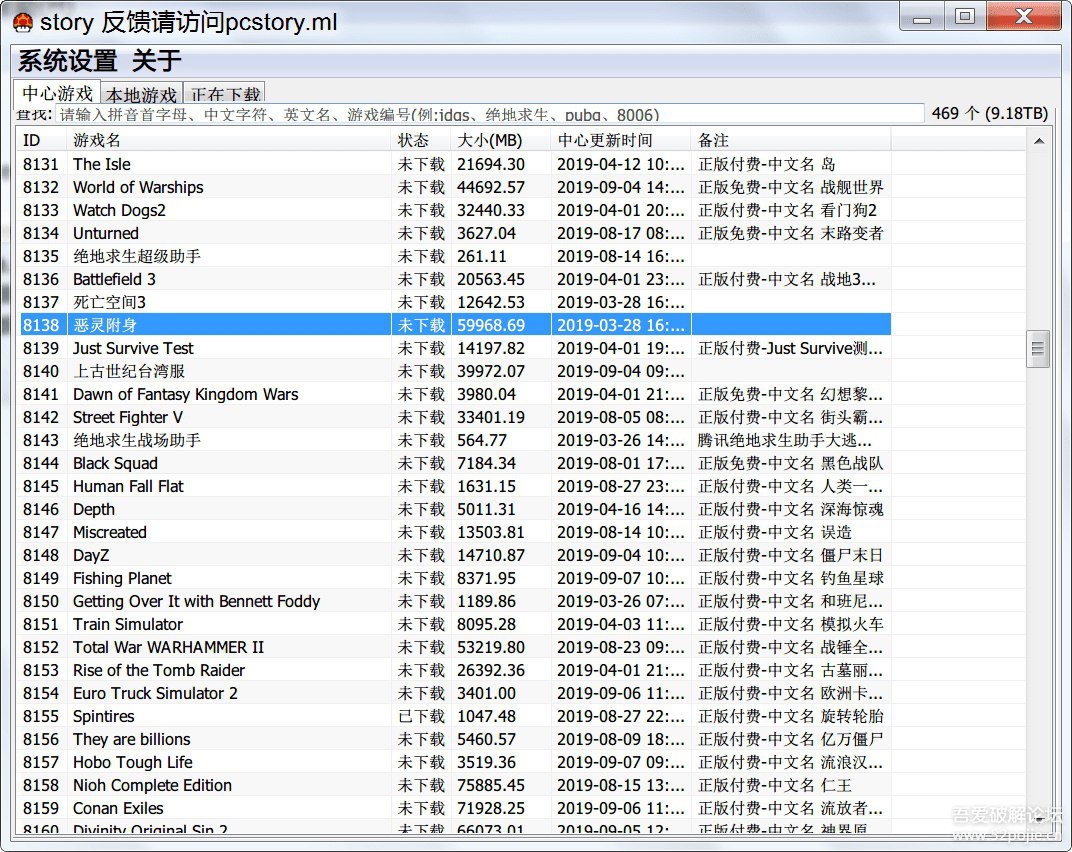 story 反馈请访问pcstory.ml
系统设置 关于
中心游戏 本地游戏 正在下载
查找: 请输入拼音首字母、中文字符、英文名、游戏编号(例:jdqs、绝地求生、pubg、8006) 469 个 (9.18TB)
ID 游戏名 状态 大小(MB) 中心更新时间 备注
8131 The Isle 未下载 21694.30 2019-04-12 10:... 正版付费-中文名 岛
8132 World of Warships 未下载 44692.57 2019-09-04 14:... 正版免费-中文名 战舰世界
8133 Watch Dogs2 未下载 32440.33 2019-04-01 20:... 正版付费-中文名 看门狗2
8134 Unturned 未下载 3627.04 2019-08-17 08:... 正版免费-中文名 末路变者
8135 绝地求生超级助手 未下载 261.11 2019-08-14 16:...
8136 Battlefield 3 未下载 20563.45 2019-04-01 23:... 正版付费-中文名 战地3...
8137 死亡空间3 未下载 12642.53 2019-03-28 16:...
8138 恶灵附身 未下载 59968.69 2019-03-28 16:...
8139 Just Survive Test 未下载 14197.82 2019-04-01 19:... 正版付费-Just Survive测...
8140 上古世纪台湾服 未下载 39972.07 2019-09-04 09:...
8141 Dawn of Fantasy Kingdom Wars 未下载 3980.04 2019-04-01 21:... 正版免费-中文名 幻想黎...
8142 Street Fighter V 未下载 33401.19 2019-08-05 08:... 正版付费-中文名 街头霸...
8143 绝地求生战场助手 未下载 564.77 2019-03-26 14:... 腾讯绝地求生助手大逃...
8144 Black Squad 未下载 7184.34 2019-08-01 17:... 正版免费-中文名 黑色战队
8145 Human Fall Flat 未下载 1631.15 2019-08-27 23:... 正版付费-中文名 人类一...
8146 Depth 未下载 5011.31 2019-04-16 14:... 正版付费-中文名 深海惊魂
8147 Miscreated 未下载 13503.81 2019-08-14 10:... 正版付费-中文名 误造
8148 DayZ 未下载 14710.87 2019-09-04 10:... 正版付费-中文名 僵尸末日
8149 Fishing Planet 未下载 8371.95 2019-09-07 10:... 正版付费-中文名 钓鱼星球
8150 Getting Over It with Bennett Foddy 未下载 1189.86 2019-03-26 07:... 正版付费-中文名 和班尼...
8151 Train Simulator 未下载 8095.28 2019-04-03 11:... 正版付费-中文名 模拟火车
8152 Total War WARHAMMER II 未下载 53219.80 2019-08-23 09:... 正版付费-中文名 战锤全...
8153 Rise of the Tomb Raider 未下载 26392.36 2019-04-01 21:... 正版付费-中文名 古墓丽...
8154 Euro Truck Simulator 2 未下载 3401.00 2019-09-06 11:... 正版付费-中文名 欧洲卡...
8155 Spintires 已下载 1047.48 2019-08-27 22:... 正版付费-中文名 旋转轮胎
8156 They are billions 未下载 5460.57 2019-08-09 18:... 正版付费-中文名 亿万僵尸
8157 Hobo Tough Life 未下载 3519.36 2019-09-07 09:... 正版付费-中文名 流浪汉...
8158 Nioh Complete Edition 未下载 75885.45 2019-08-15 13:... 正版付费-中文名 仁王
8159 Conan Exiles 未下载 71928.25 2019-09-06 11:... 正版付费-中文名 流放者...
8160 Divinity Original Sin 2 未下载 66073.01 2019-09-05 12:... 正版付费-中文名 神界原...
吾爱破解论坛
www.52pojie.cn